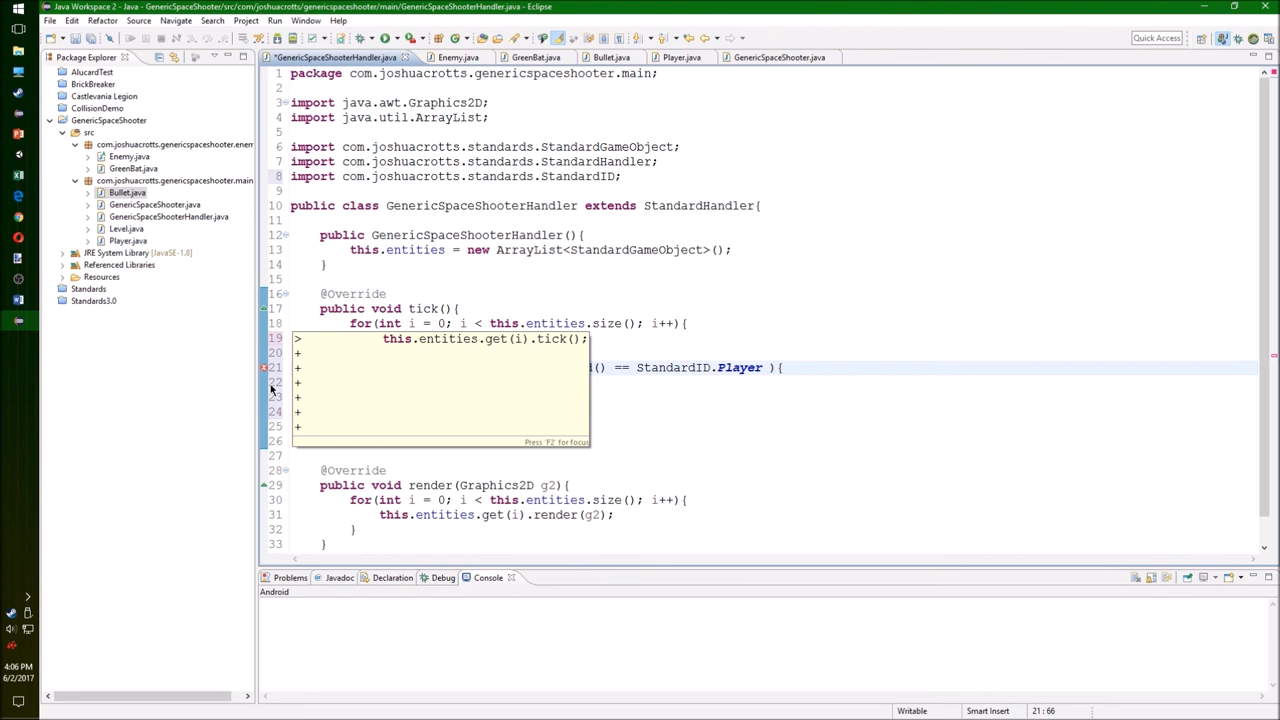 Java Workspace 2 - Java - GenericSpaceShooter/src/com/joshuacrotts/genericspaceshooter/main/GenericSpaceShooterHandler.java - Eclipse
File Edit Source Refactor Navigate Search Project Run Window Help
Quick Access
Package Explorer
*GenericSpaceShooterHandler.java Enemy.java GreenBat.java Bullet.java Player.java GenericSpaceShooter.java
AlucardTest
BrickBreaker
Castlevania Legion
CollisionDemo
GenericSpaceShooter
src
com.joshuacrotts.genericspaceshooter.enem
Enemy.java
GreenBat.java
com.joshuacrotts.genericspaceshooter.main
Bullet.java
GenericSpaceShooter.java
GenericSpaceShooterHandler.java
Level.java
Player.java
JRE System Library [JavaSE-1.8]
Referenced Libraries
Resources
Standards
Standards3.0
1 package com.joshuacrotts.genericspaceshooter.main;
2
3 import java.awt.Graphics2D;
4 import java.util.ArrayList;
5
6 import com.joshuacrotts.standards.StandardGameObject;
7 import com.joshuacrotts.standards.StandardHandler;
8 import com.joshuacrotts.standards.StandardID;
9
10 public class GenericSpaceShooterHandler extends StandardHandler{
11
12 public GenericSpaceShooterHandler(){
13 this.entities = new ArrayList<StandardGameObject>();
14 }
15
16 @Override
17 public void tick(){
18 for(int i = 0; i < this.entities.size(); i++){
19 > this.entities.get(i).tick();
20 +
21 + d() == StandardID.Player ){
22 +
23 +
24 +
25 +
26 Press 'F2' for focus
27
28 @Override
29 public void render(Graphics2D g2){
30 for(int i = 0; i < this.entities.size(); i++){
31 this.entities.get(i).render(g2);
32 }
33 }
Problems Javadoc Declaration Debug Console
Android
4:06 PM
6/2/2017
Writable Smart Insert 21 : 66